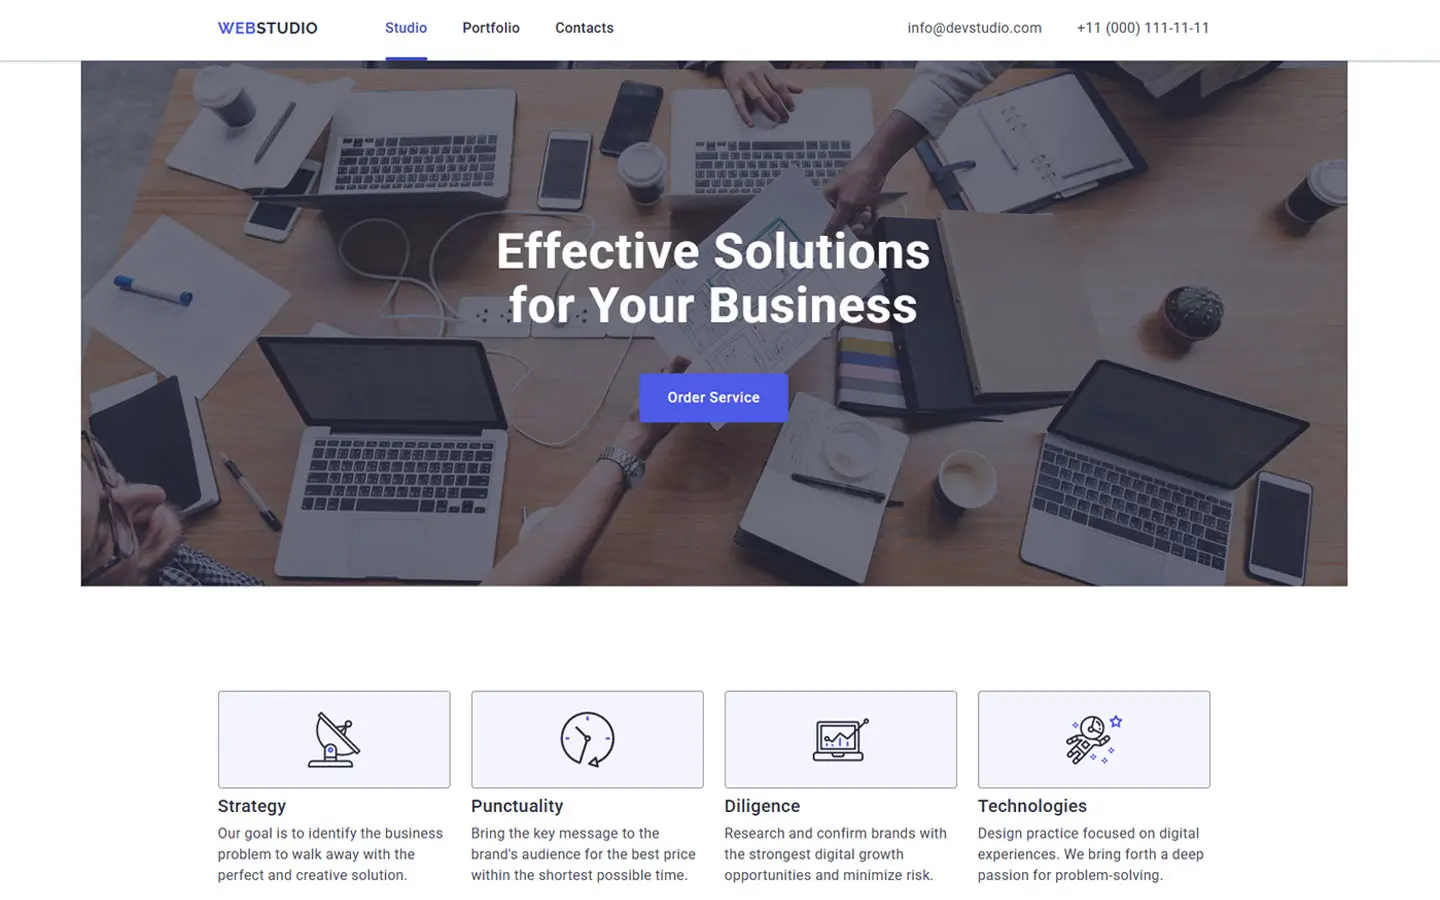 WEBSTUDIO
Studio
Portfolio
Contacts
info@devstudio.com
+11 (000) 111-11-11
Effective Solutions
for Your Business
Order Service
Strategy
Our goal is to identify the business
problem to walk away with the
perfect and creative solution.
Punctuality
Bring the key message to the
brand's audience for the best price
within the shortest possible time.
Diligence
Research and confirm brands with
the strongest digital growth
opportunities and minimize risk.
Technologies
Design practice focused on digital
experiences. We bring forth a deep
passion for problem-solving.